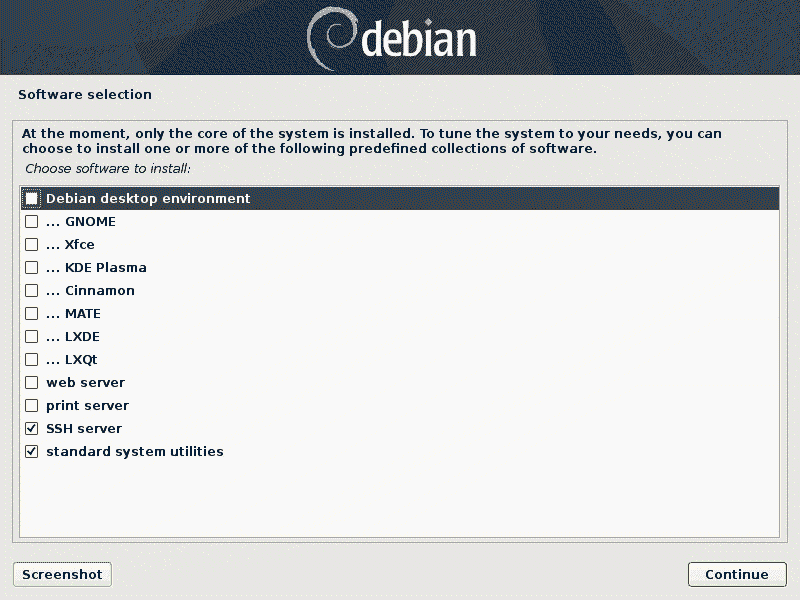 debian
Software selection
At the moment, only the core of the system is installed. To tune the system to your needs, you can
choose to install one or more of the following predefined collections of software.
Choose software to install:
Debian desktop environment
... GNOME
... Xfce
... KDE Plasma
... Cinnamon
... MATE
... LXDE
... LXQt
web server
print server
SSH server
standard system utilities
Screenshot
Continue